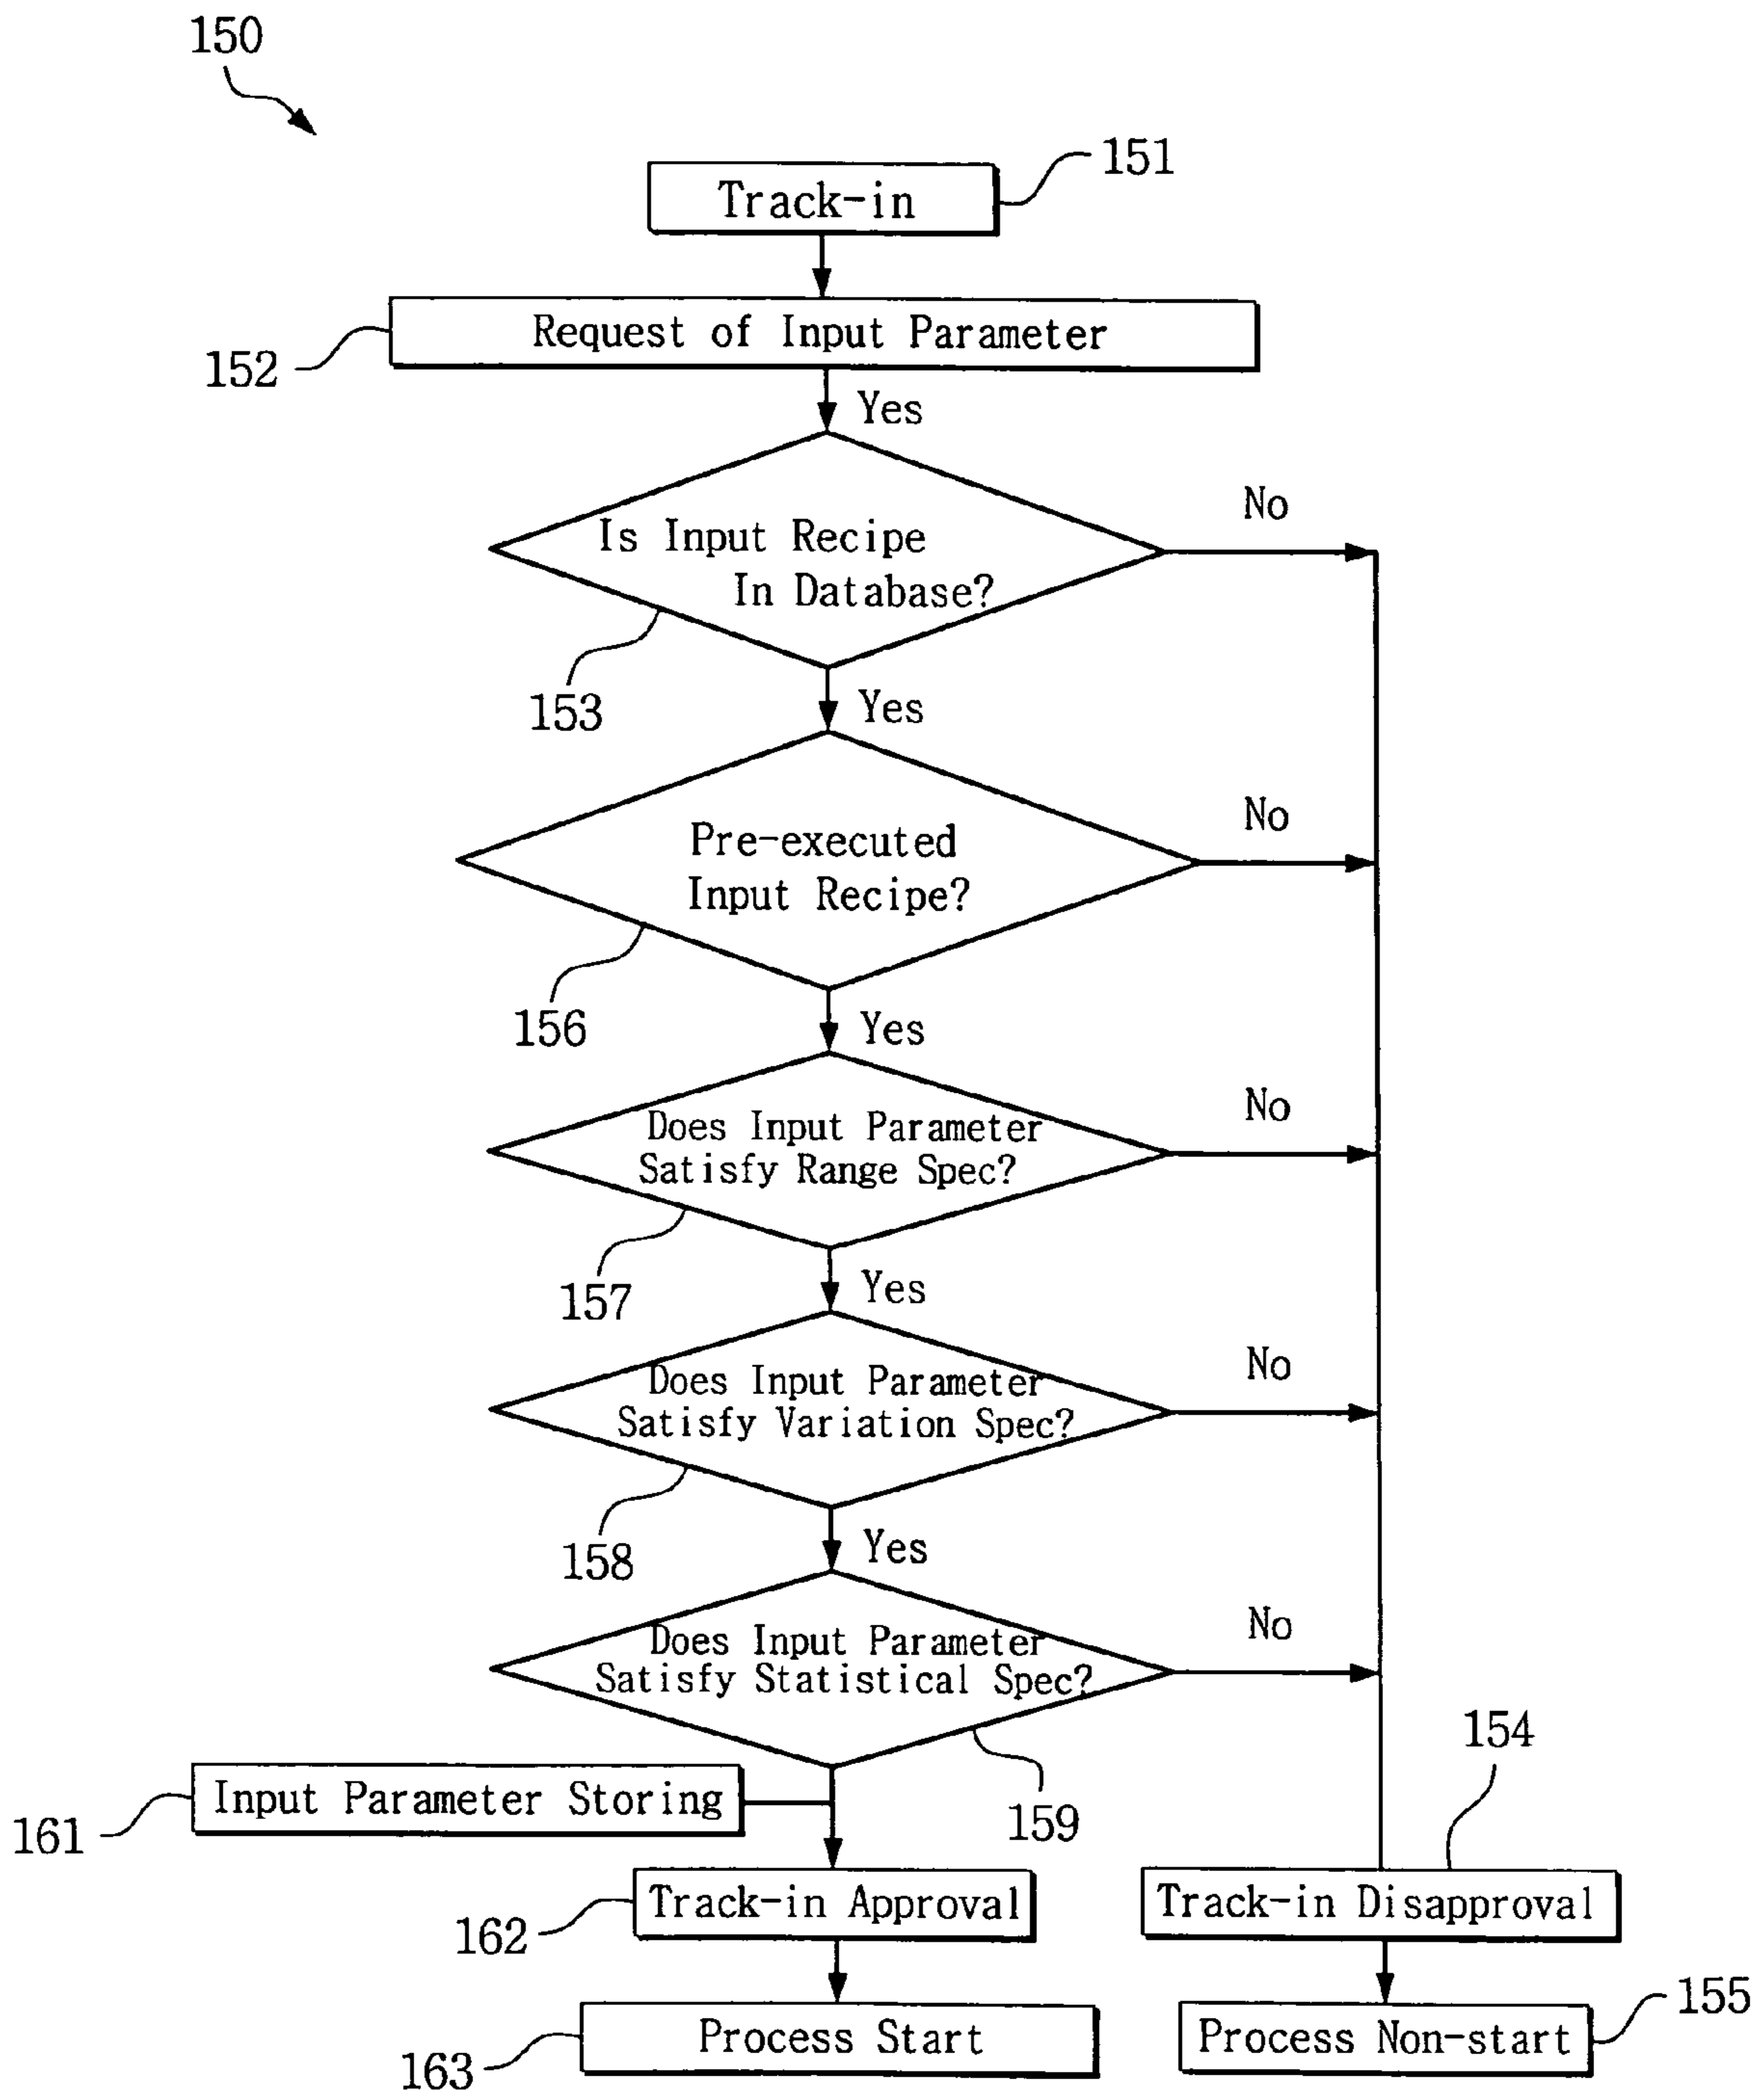 150
Track-in
151
Request of Input Parameter
152
Yes
Is Input Recipe
In Database?
No
153
Yes
Pre-executed
Input Recipe?
No
156
Yes
Does Input Parameter
Satisfy Range Spec?
No
157
Yes
Does Input Parameter
Satisfy Variation Spec?
No
158
Yes
Does Input Parameter
Satisfy Statistical Spec?
No
159
154
Input Parameter Storing
161
Track-in Approval
162
Track-in Disapproval
Process Start
163
Process Non-start
155